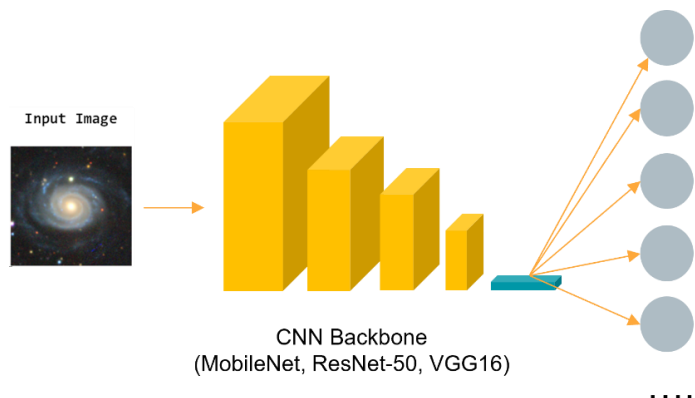 Input Image
CNN Backbone
(MobileNet, ResNet-50, VGG16)
....